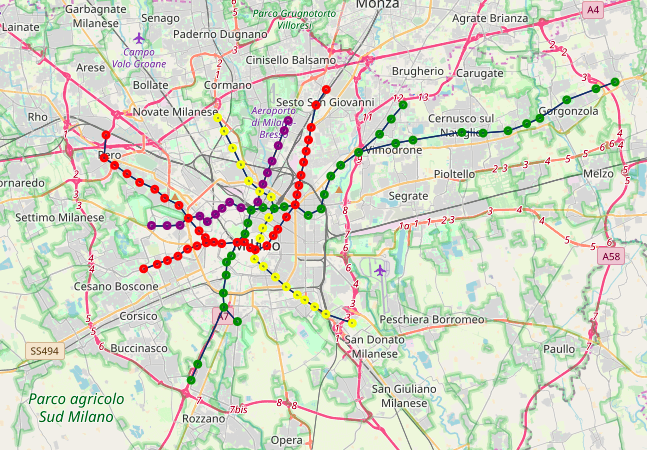 Lainate
Garbagnate
Milanese
Senago
Parco Grugnotorto
Villoresi
Monza
A4
Agrate Brianza
Paderno Dugnano
Campo
Volo Groane
Arese
Cinisello Balsamo
Brugherio
Carugate
Bollate
Cormano
Sesto San Giovanni
12
13
Gorgonzola
Rho
Novate Milanese
Aeroporto
di Milano
Bresso
Cernusco sul
Naviglio
Pero
Vimodrone
Pioltello
Melzo
Settimo Milanese
Segrate
A58
Cesano Boscone
Corsico
A7
Peschiera Borromeo
SS494
Buccinasco
San Donato
Milanese
Paullo
Parco agricolo
Sud Milano
Rozzano
7bis
San Giuliano
Milanese
Opera